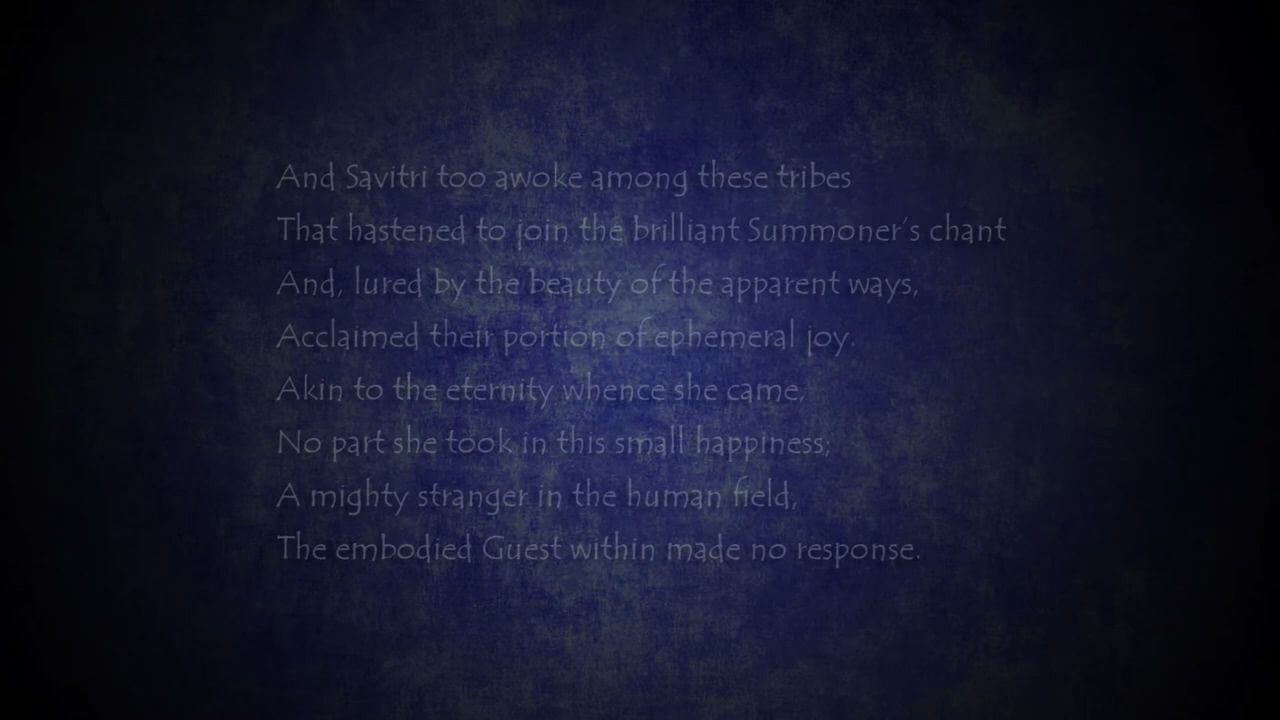 And Savitri too awoke among these tribes
That hastened to join the brilliant Summoner's chant
And, lured by the beauty of the apparent ways,
Acclaimed their portion of ephemeral joy.
Akin to the eternity whence she came,
No part she took in this small happiness;
A mighty stranger in the human field,
The embodied Guest within made no response.